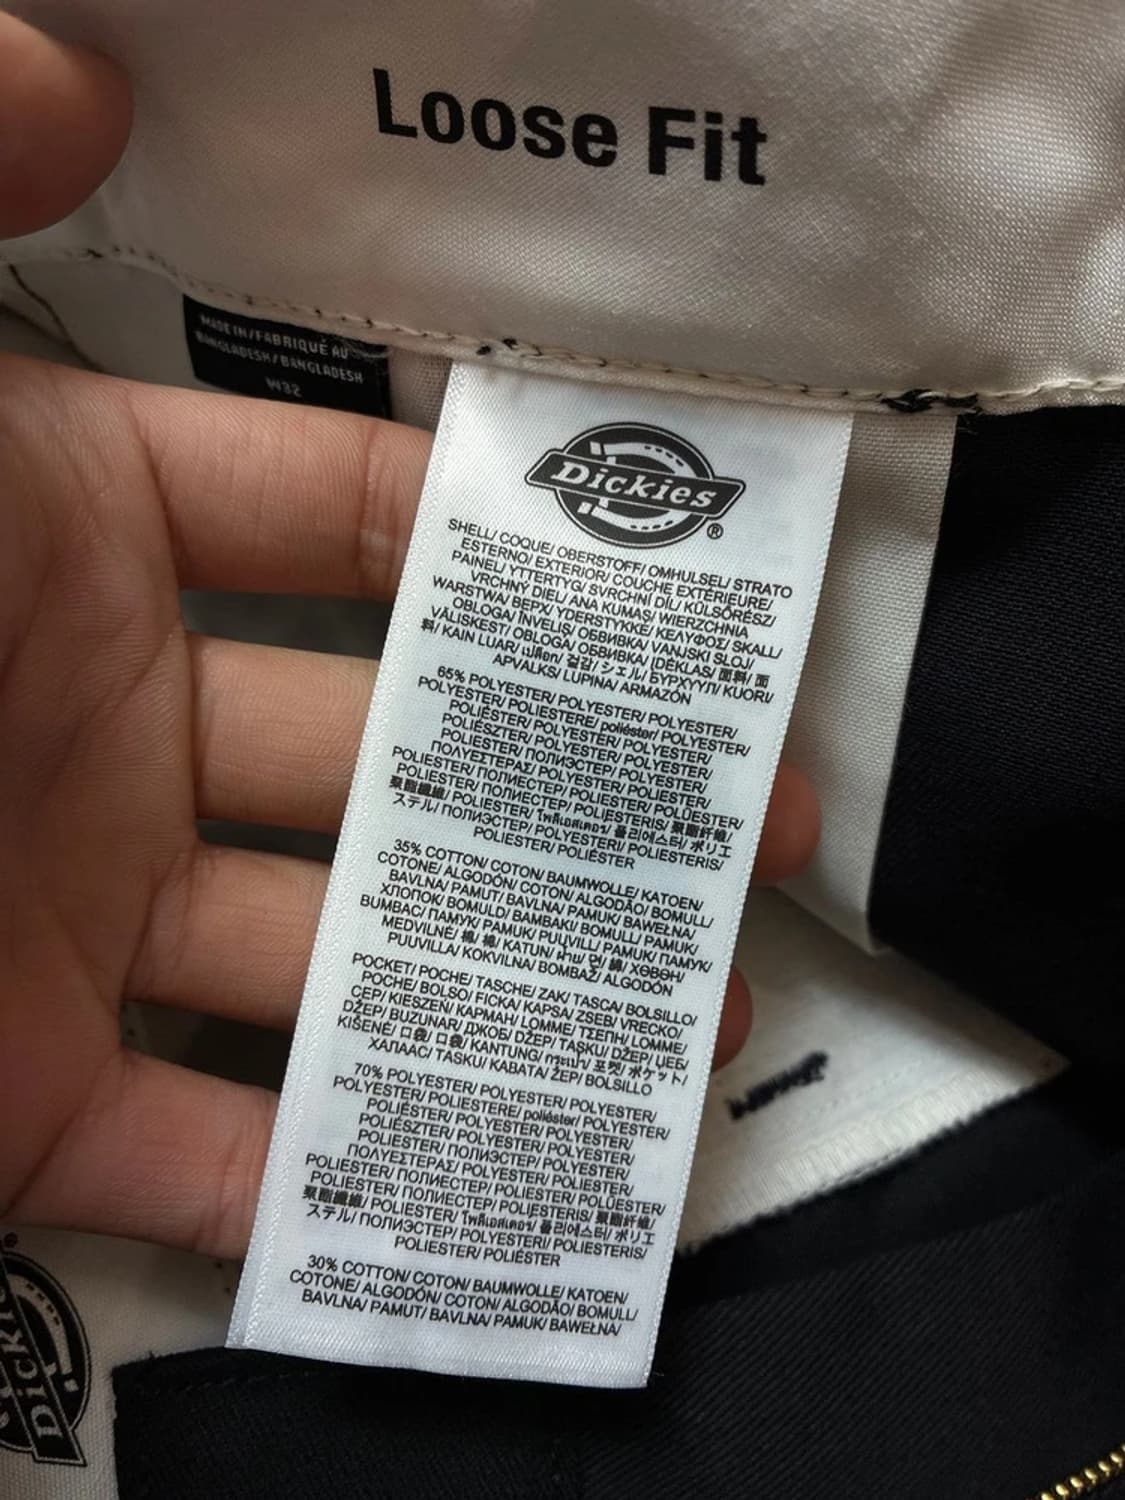 Loose Fit
MADE IN/FABRIQUÉ AU
BANGLADESH/BANGLADESH
W32
Dickies®
SHELL/ COQUE/ OBERSTOFF/ OMHULSEL/ STRATO
ESTERNO/ EXTERIOR/ COUCHE EXTÉRIEURE/
PAINEL/ YTTERTYG/ SVRCHNÍ DÍL/ KÜLSŐRÉSZ/
VRCHNÝ DIEL/ ANA KUMAŞ/ WIERZCHNIA
WARSTWA/ ВЕРХ/ YDERSTYKKE/ ΚΕΛΥΦΟΣ/ SKALL/
OBLOGA/ ÎNVELIŞ/ ОБВИВКА/ VANJSKI SLOJ/
VÄLISKEST/ OBLOGA/ ОБВИВКА/ ĮDĖKLAS/ 面料/ 面
料/ KAIN LUAR/ เปลือก/ 겉감/ シェル/ БҮРХҮҮЛ/ KUORI/
APVALKS/ LUPINA/ ARMAZÓN
65% POLYESTER/ POLYESTER/ POLYESTER/
POLYESTER/ POLIESTERE/ poliéster/ POLYESTER/
POLIÉSTER/ POLYESTER/ POLYESTER/
POLIÉSZTER/ POLYESTER/ POLYESTER/
POLIESTER/ ПОЛИЭСТЕР/ POLYESTER/
ΠΟΛΥΕΣΤΕΡΑΣ/ POLYESTER/ POLYESTER/
POLIESTER/ ПОЛИЕСТЕР/ POLIESTER/ POLÜESTER/
POLIESTER/ ПОЛИЕСТЕР/ POLIESTERIS/ 聚酯纤维/
聚酯纖維/ POLIESTER/ โพลีเอสเตอร์/ 폴리에스터/ ポリエ
ステル/ ПОЛИЭСТЕР/ POLYESTERI/ POLIESTERIS/
POLIESTER/ POLIÉSTER
35% COTTON/ COTON/ BAUMWOLLE/ KATOEN/
COTONE/ ALGODÓN/ COTON/ ALGODÃO/ BOMULL/
BAVLNA/ PAMUT/ BAVLNA/ PAMUK/ BAWEŁNA/
ХЛОПОК/ BOMULD/ ΒΑΜΒΑΚΙ/ BOMULL/ PAMUK/
BUMBAC/ ПАМУК/ PAMUK/ PUUVILL/ PAMUK/ ПАМУК/
MEDVILNĖ/ 棉/ 棉/ KATUN/ ฝ้าย/ 면/ 綿/ ХӨВӨН/
PUUVILLA/ KOKVILNA/ BOMBAŽ/ ALGODÓN
POCKET/ POCHE/ TASCHE/ ZAK/ TASCA/ BOLSILLO/
POCHE/ BOLSO/ FICKA/ KAPSA/ ZSEB/ VRECKO/
CEP/ KIESZEŃ/ КАРМАН/ LOMME/ ΤΣΕΠΗ/ LOMME/
DŽEP/ BUZUNAR/ ДЖОБ/ DŽEP/ TASKU/ DŽEP/ ЏЕБ/
KIŠENĖ/ 口袋/ 口袋/ KANTUNG/ กระเป๋า/ 포켓/ ポケット/
ХАЛААС/ TASKU/ KABATA/ ŽEP/ BOLSILLO
70% POLYESTER/ POLYESTER/ POLYESTER/
POLYESTER/ POLIESTERE/ poliéster/ POLYESTER/
POLIÉSTER/ POLYESTER/ POLYESTER/
POLIÉSZTER/ POLYESTER/ POLYESTER/
POLIESTER/ ПОЛИЭСТЕР/ POLYESTER/
ΠΟΛΥΕΣΤΕΡΑΣ/ POLYESTER/ POLYESTER/
POLIESTER/ ПОЛИЕСТЕР/ POLIESTER/ POLÜESTER/
POLIESTER/ ПОЛИЕСТЕР/ POLIESTERIS/ 聚酯纤维/
聚酯纖維/ POLIESTER/ โพลีเอสเตอร์/ 폴리에스터/ ポリエ
ステル/ ПОЛИЭСТЕР/ POLYESTERI/ POLIESTERIS/
POLIESTER/ POLIÉSTER
30% COTTON/ COTON/ BAUMWOLLE/ KATOEN/
COTONE/ ALGODÓN/ COTON/ ALGODÃO/ BOMULL/
BAVLNA/ PAMUT/ BAVLNA/ PAMUK/ BAWEŁNA/
Dickies